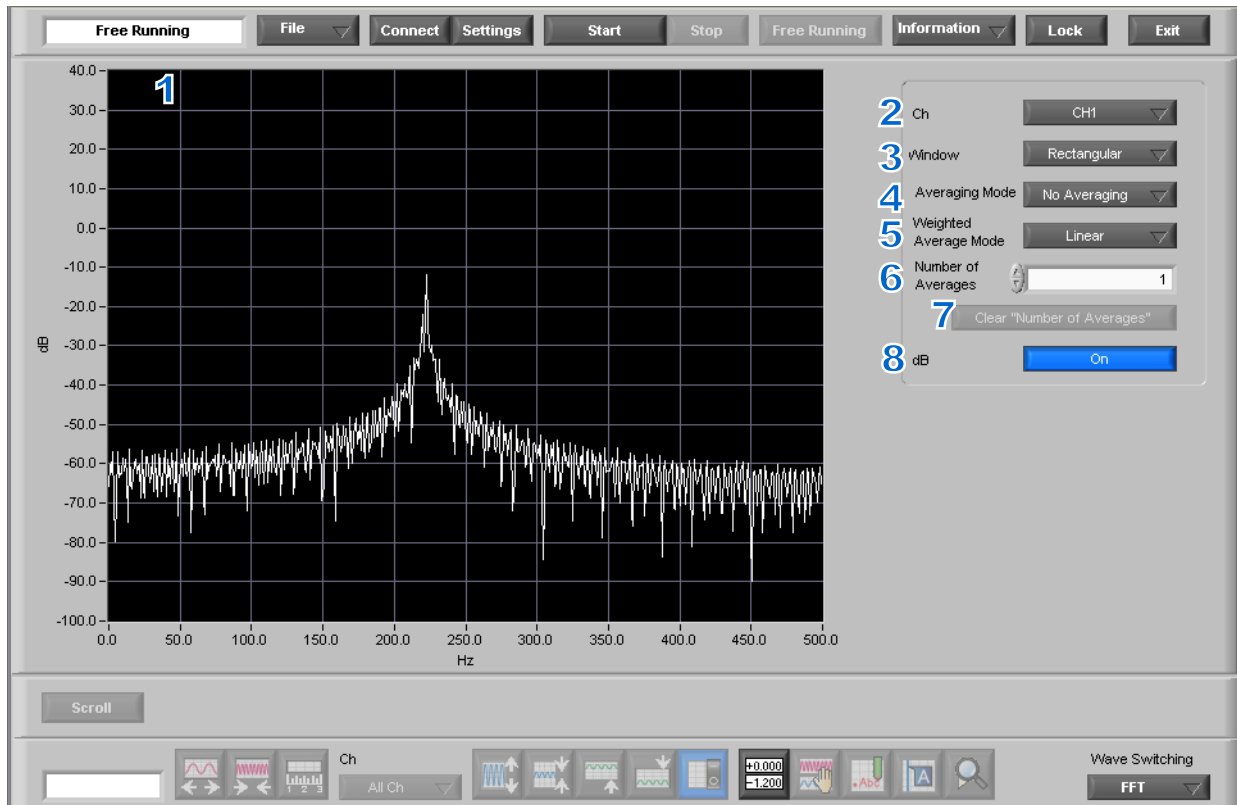 Free Running File Connect Settings Start Stop Free Running Information Lock Exit
1
40.0
30.0
20.0
10.0
0.0
-10.0
-20.0
-30.0
-40.0
-50.0
-60.0
-70.0
-80.0
-90.0
-100.0
dB
0.0 50.0 100.0 150.0 200.0 250.0 300.0 350.0 400.0 450.0 500.0
Hz
2 Ch CH1
3 Window Rectangular
4 Averaging Mode No Averaging
5 Weighted
Average Mode Linear
6 Number of
Averages 1
7 Clear "Number of Averages"
8 dB On
Scroll
1 2 3
Ch
All Ch
+0.000
-1.200
Abc
A
Wave Switching
FFT